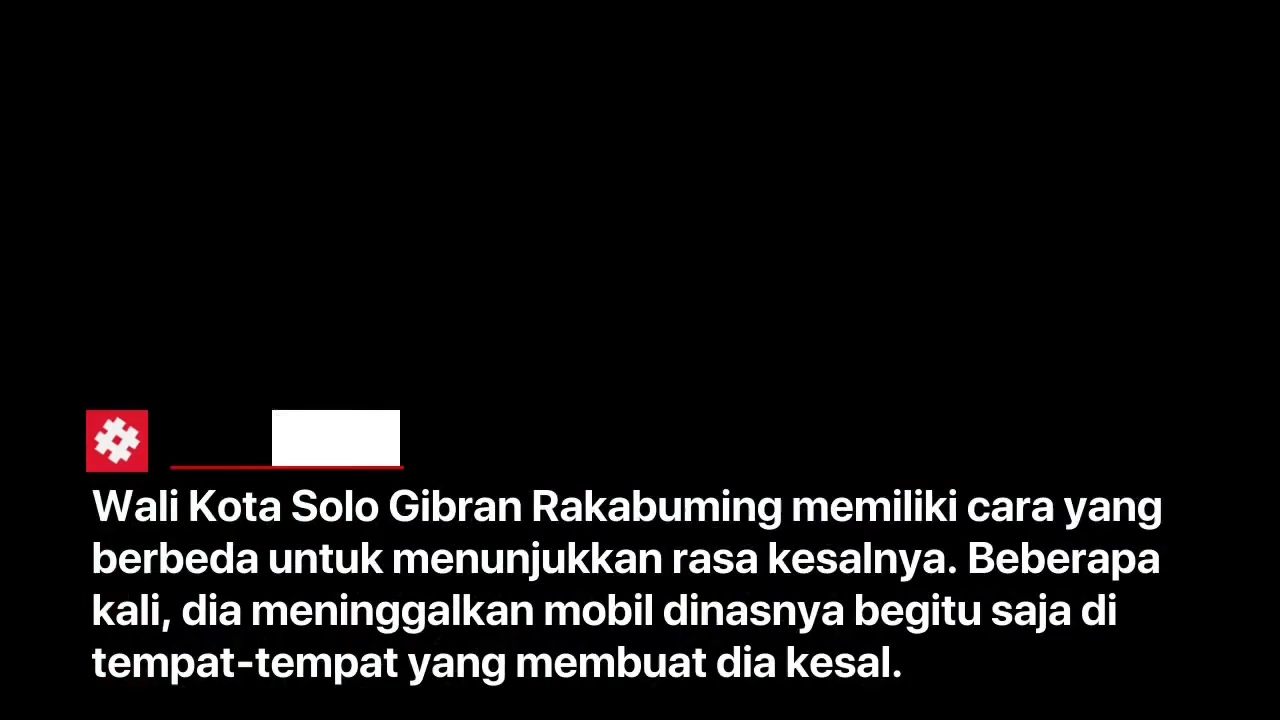 Wali Kota Solo Gibran Rakabuming memiliki cara yang
berbeda untuk menunjukkan rasa kesalnya. Beberapa
kali, dia meninggalkan mobil dinasnya begitu saja di
tempat-tempat yang membuat dia kesal.